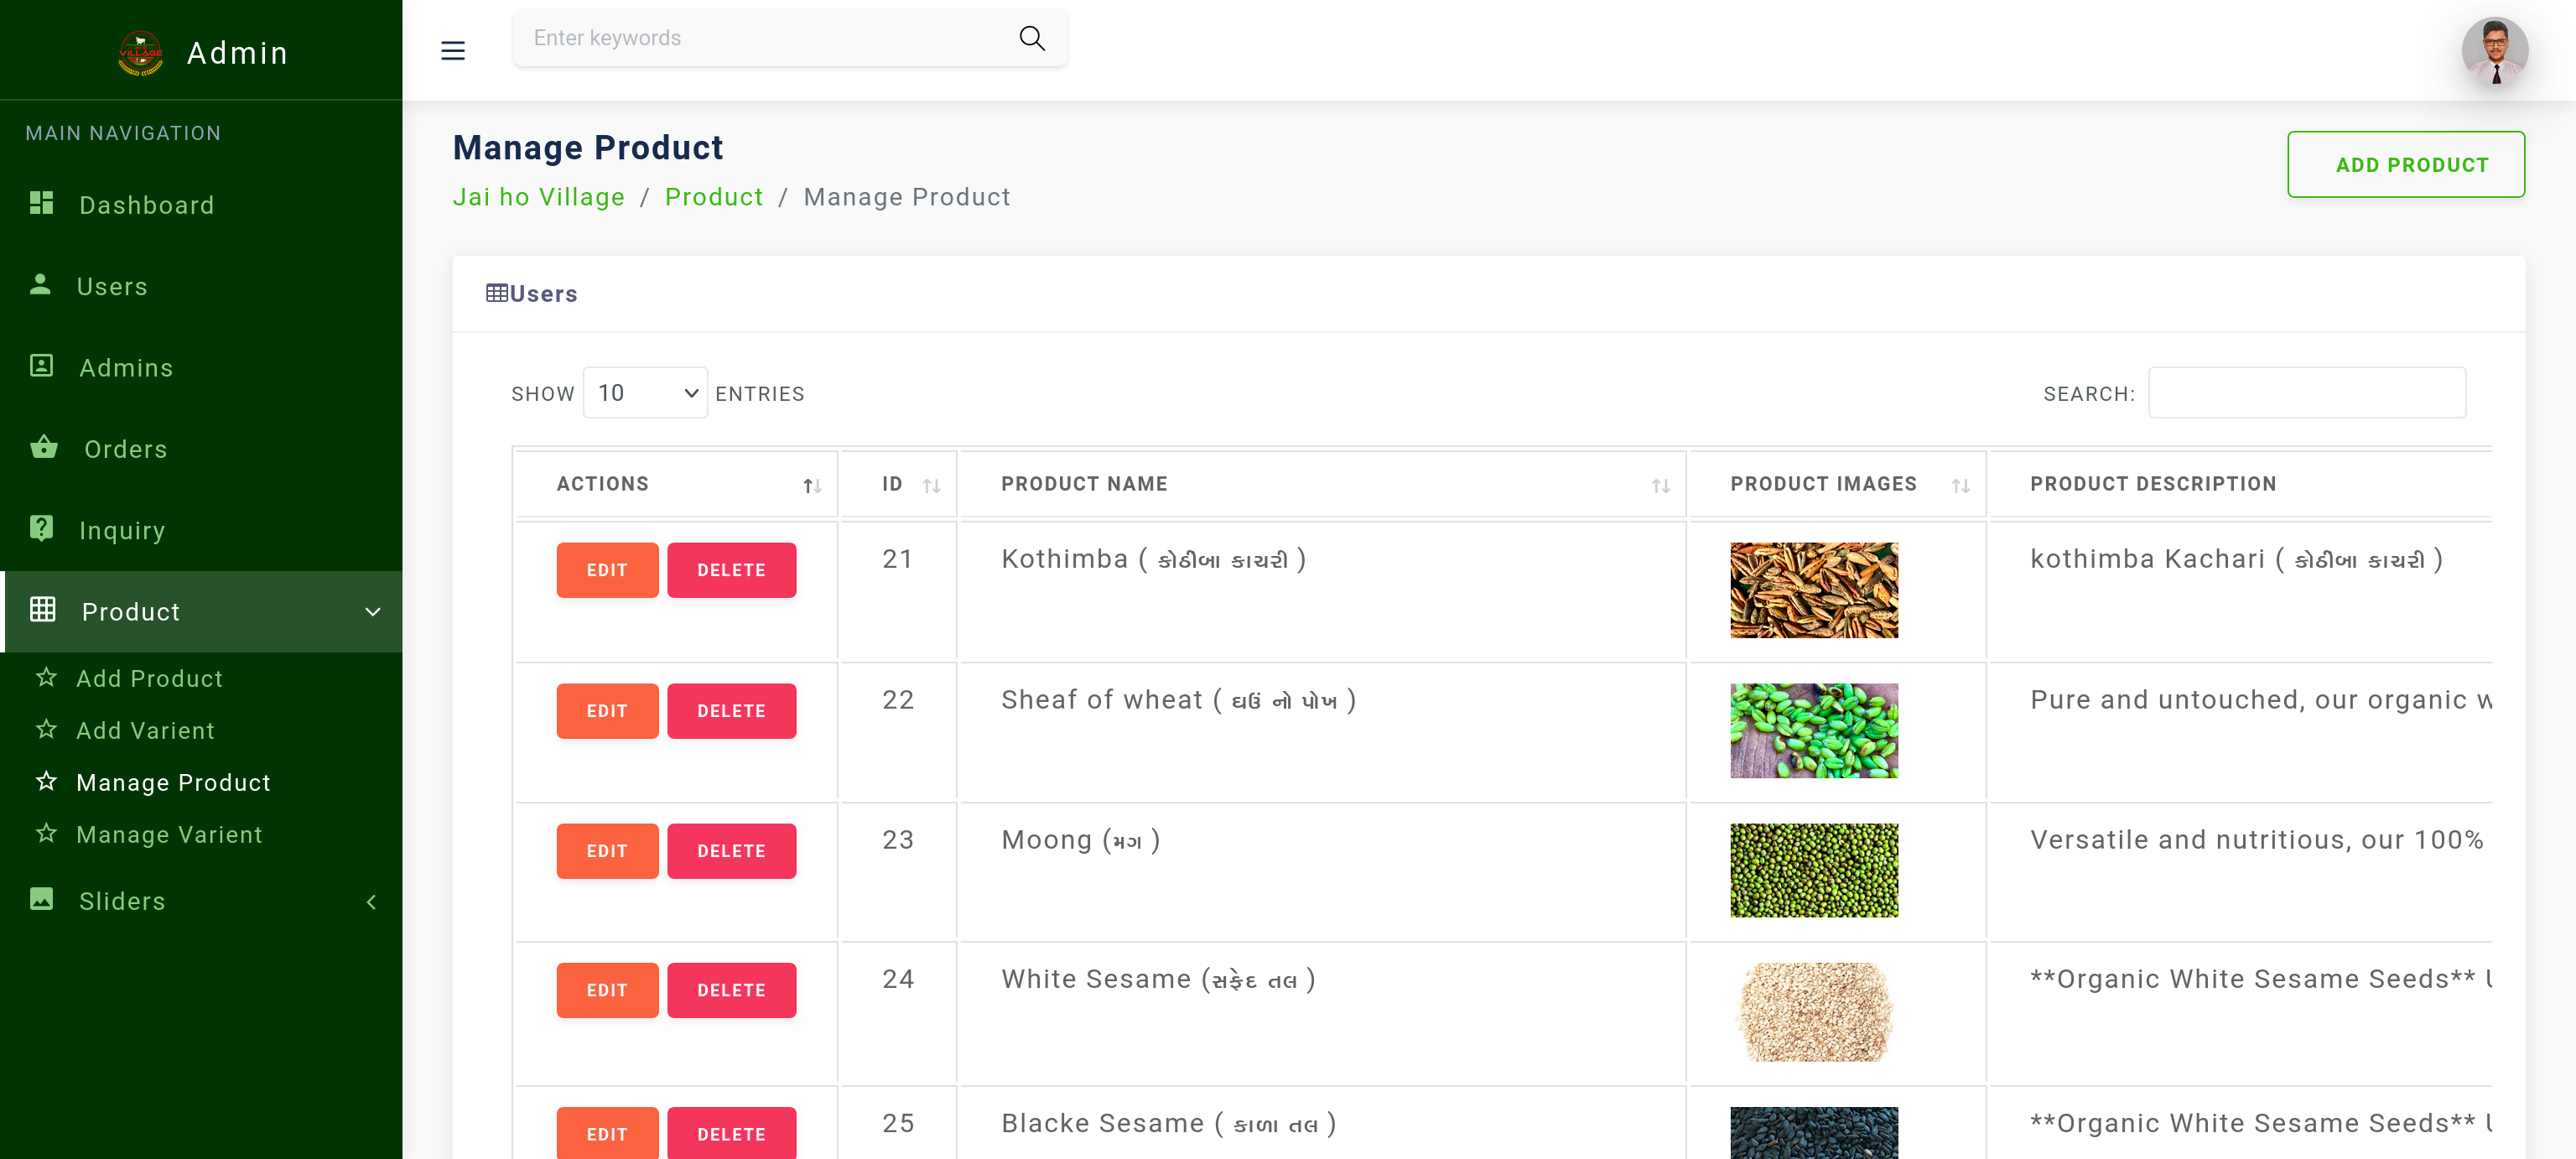 VILLAGE
Admin
Enter keywords
MAIN NAVIGATION
Dashboard
Users
Admins
Orders
Inquiry
Product
Add Product
Add Varient
Manage Product
Manage Varient
Sliders
Manage Product
Jai ho Village / Product / Manage Product
ADD PRODUCT
Users
SHOW 10 ENTRIES
SEARCH:
ACTIONS ID PRODUCT NAME PRODUCT IMAGES PRODUCT DESCRIPTION
EDIT DELETE 21 Kothimba ( કોઠીબા કાચરી ) kothimba Kachari ( કોઠીબા કાચરી )
EDIT DELETE 22 Sheaf of wheat ( ઘઉં નો પોખ ) Pure and untouched, our organic
EDIT DELETE 23 Moong (મગ ) Versatile and nutritious, our 100%
EDIT DELETE 24 White Sesame (સફેદ તલ ) **Organic White Sesame Seeds**
EDIT DELETE 25 Blacke Sesame ( કાળા તલ ) **Organic White Sesame Seeds**